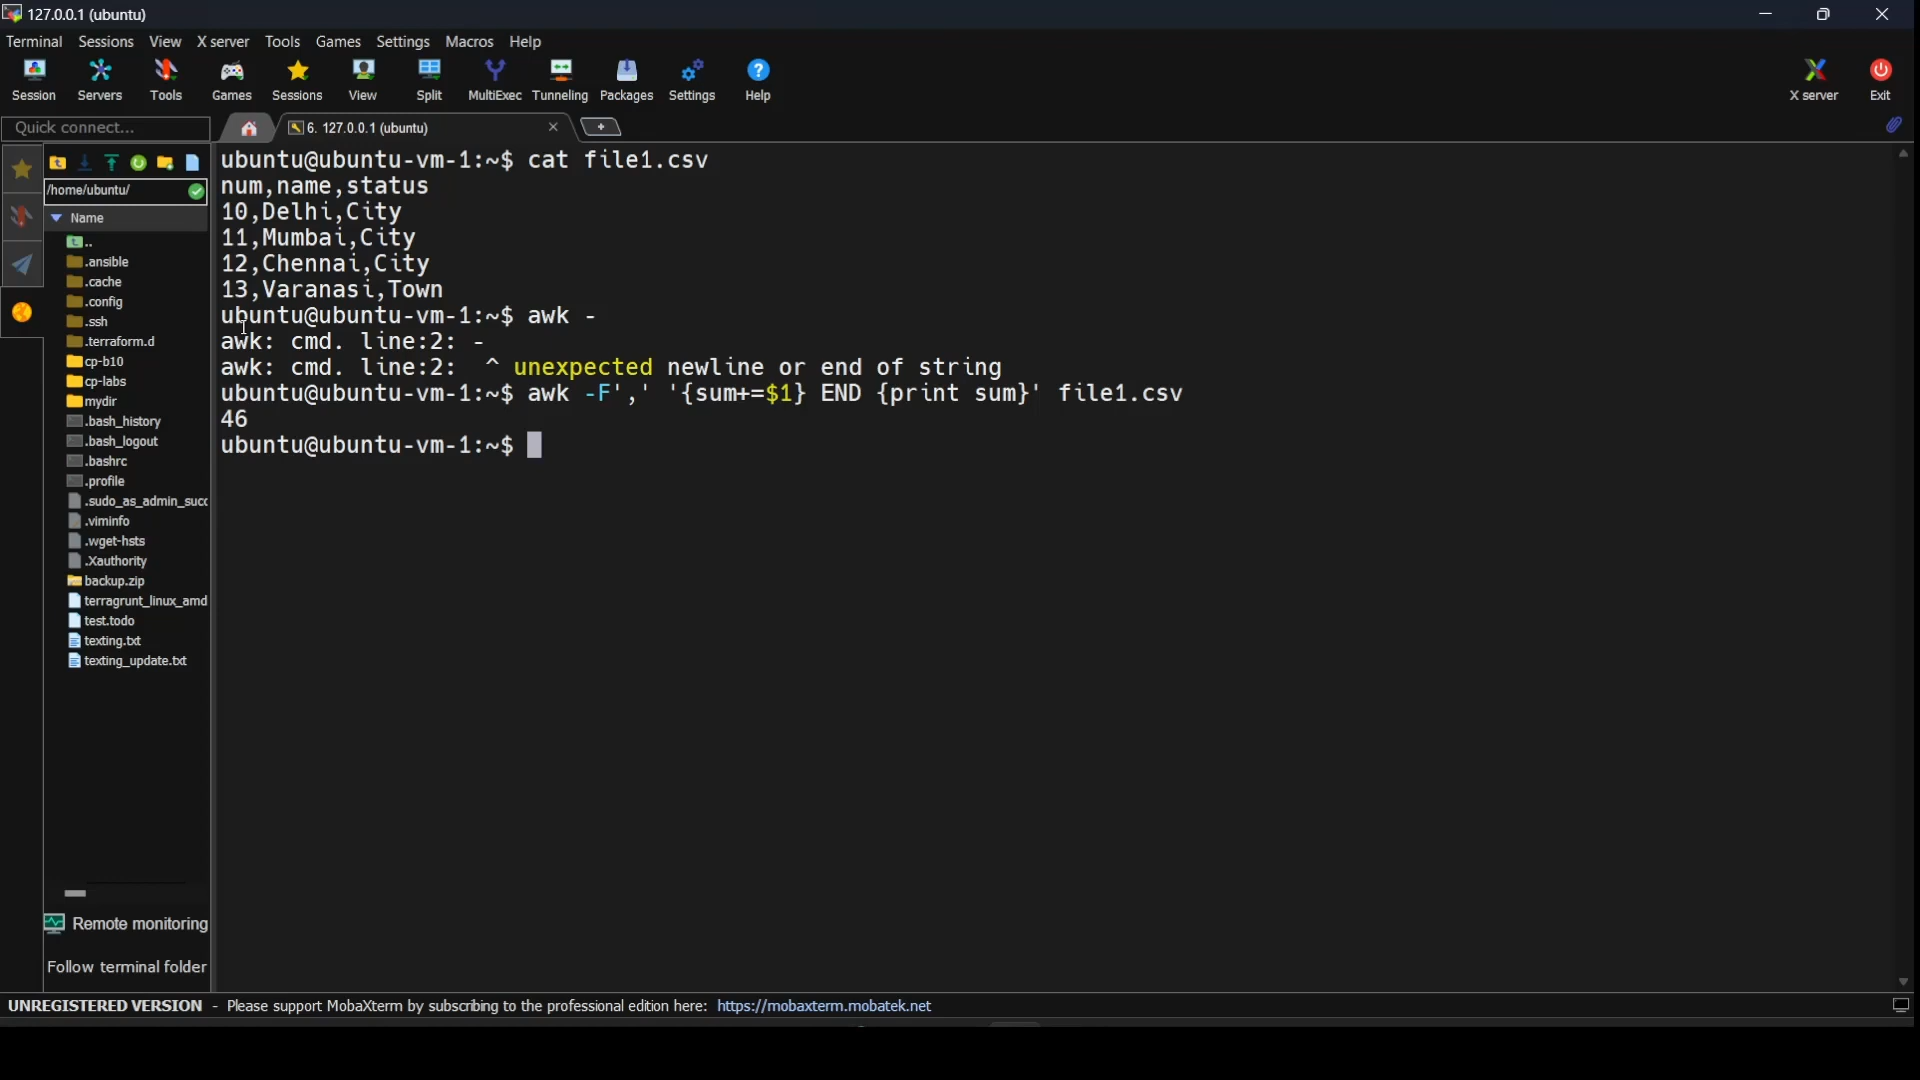 127.0.0.1 (ubuntu)
Terminal Sessions View X server Tools Games Settings Macros Help
Session Servers Tools Games Sessions View Split MultiExec Tunneling Packages Settings Help X server Exit
Quick connect...
6. 127.0.0.1 (ubuntu)
/home/ubuntu/
Name
..
.ansible
.cache
.config
.ssh
.terraform.d
cp-b10
cp-labs
mydir
.bash_history
.bash_logout
.bashrc
.profile
.sudo_as_admin_succ
.viminfo
.wget-hsts
.Xauthority
backup.zip
terragrunt_linux_amd
test.todo
texting.txt
texting_update.txt
Remote monitoring
Follow terminal folder
ubuntu@ubuntu-vm-1:~$ cat file1.csv
num,name,status
10,Delhi,City
11,Mumbai,City
12,Chennai,City
13,Varanasi,Town
ubuntu@ubuntu-vm-1:~$ awk -
awk: cmd. line:2: -
awk: cmd. line:2:  ^ unexpected newline or end of string
ubuntu@ubuntu-vm-1:~$ awk -F',' '{sum+=$1} END {print sum}' file1.csv
46
ubuntu@ubuntu-vm-1:~$
UNREGISTERED VERSION - Please support MobaXterm by subscribing to the professional edition here: https://mobaxterm.mobatek.net